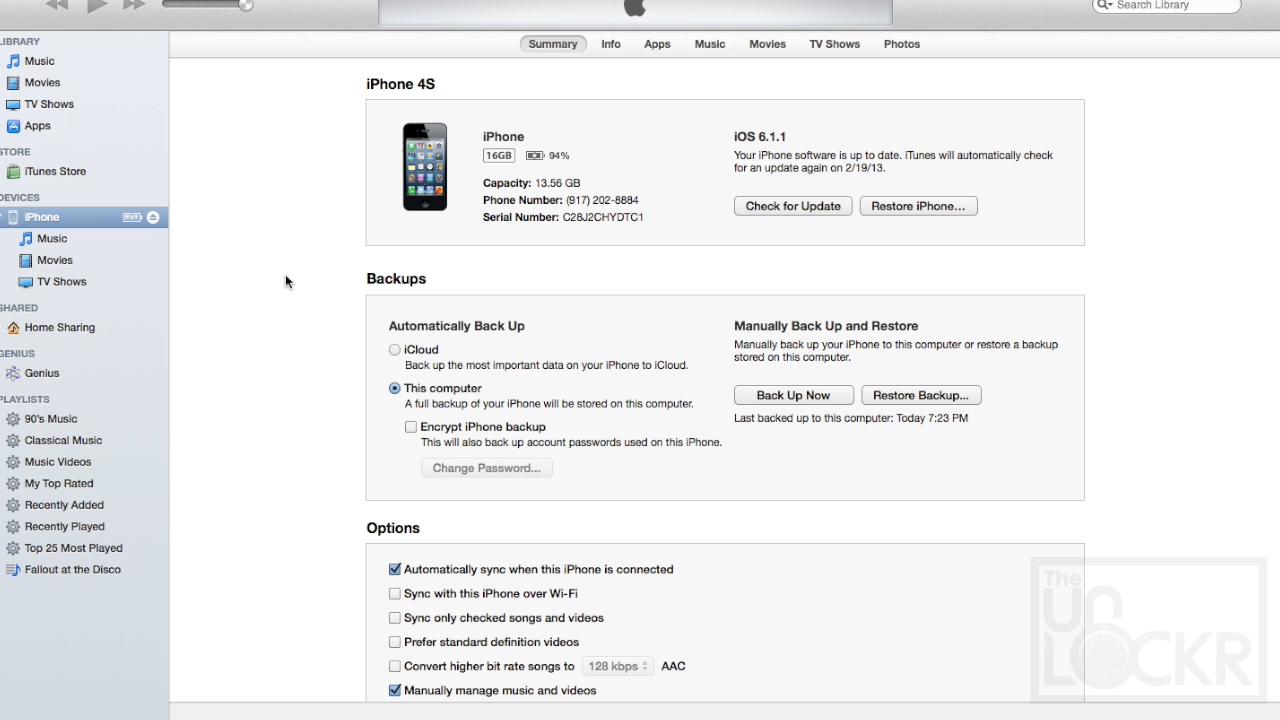 Search Library
LIBRARY
Music
Movies
TV Shows
Apps
STORE
iTunes Store
DEVICES
iPhone
Music
Movies
TV Shows
SHARED
Home Sharing
GENIUS
Genius
PLAYLISTS
90's Music
Classical Music
Music Videos
My Top Rated
Recently Added
Recently Played
Top 25 Most Played
Fallout at the Disco
Summary Info Apps Music Movies TV Shows Photos
iPhone 4S
iPhone
16GB 94%
Capacity: 13.56 GB
Phone Number: (917) 202-8884
Serial Number: C28J2CHYDTC1
iOS 6.1.1
Your iPhone software is up to date. iTunes will automatically check
for an update again on 2/19/13.
Check for Update Restore iPhone...
Backups
Automatically Back Up
iCloud
Back up the most important data on your iPhone to iCloud.
This computer
A full backup of your iPhone will be stored on this computer.
Encrypt iPhone backup
This will also back up account passwords used on this iPhone.
Change Password...
Manually Back Up and Restore
Manually back up your iPhone to this computer or restore a backup
stored on this computer.
Back Up Now Restore Backup...
Last backed up to this computer: Today 7:23 PM
Options
Automatically sync when this iPhone is connected
Sync with this iPhone over Wi-Fi
Sync only checked songs and videos
Prefer standard definition videos
Convert higher bit rate songs to 128 kbps AAC
Manually manage music and videos
The
UN
LOCKR